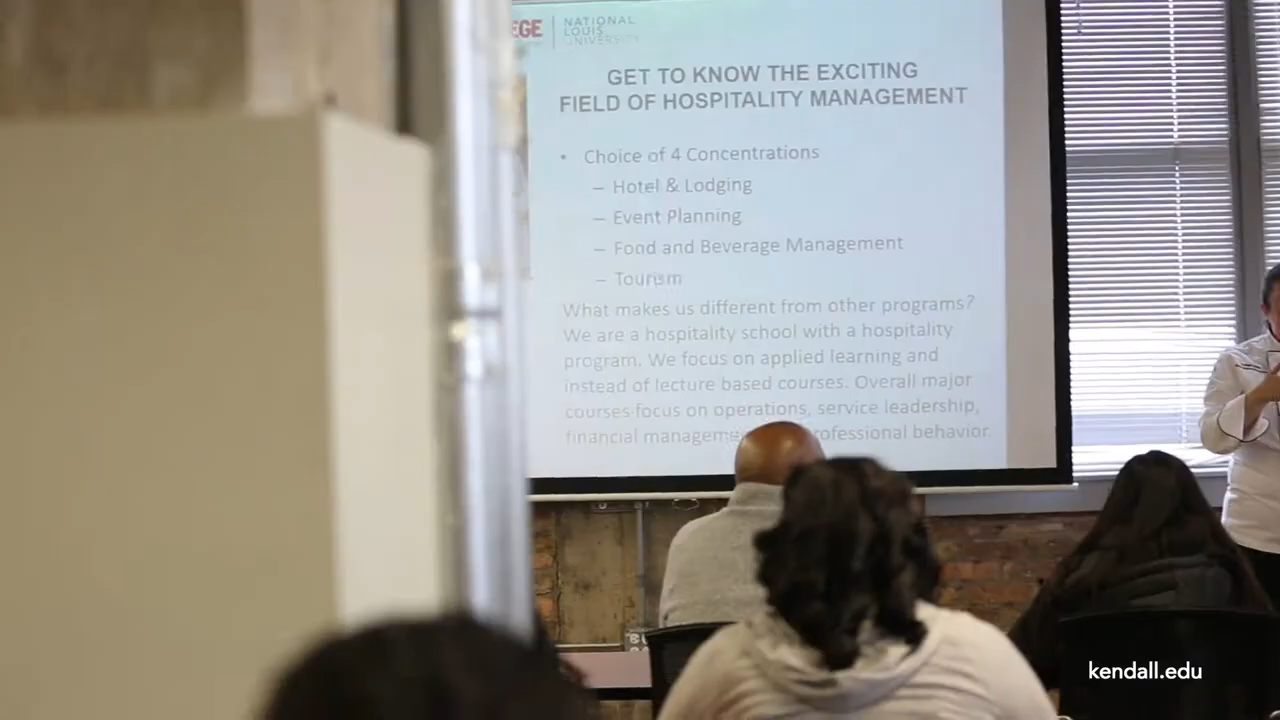 EGE
NATIONAL
LOUIS
UNIVERSITY
GET TO KNOW THE EXCITING
FIELD OF HOSPITALITY MANAGEMENT
• Choice of 4 Concentrations
– Hotel & Lodging
– Event Planning
– Food and Beverage Management
– Tourism
What makes us different from other programs?
We are a hospitality school with a hospitality
program. We focus on applied learning and
instead of lecture based courses. Overall major
courses focus on operations, service leadership,
financial manageme rofessional behavior.
kendall.edu